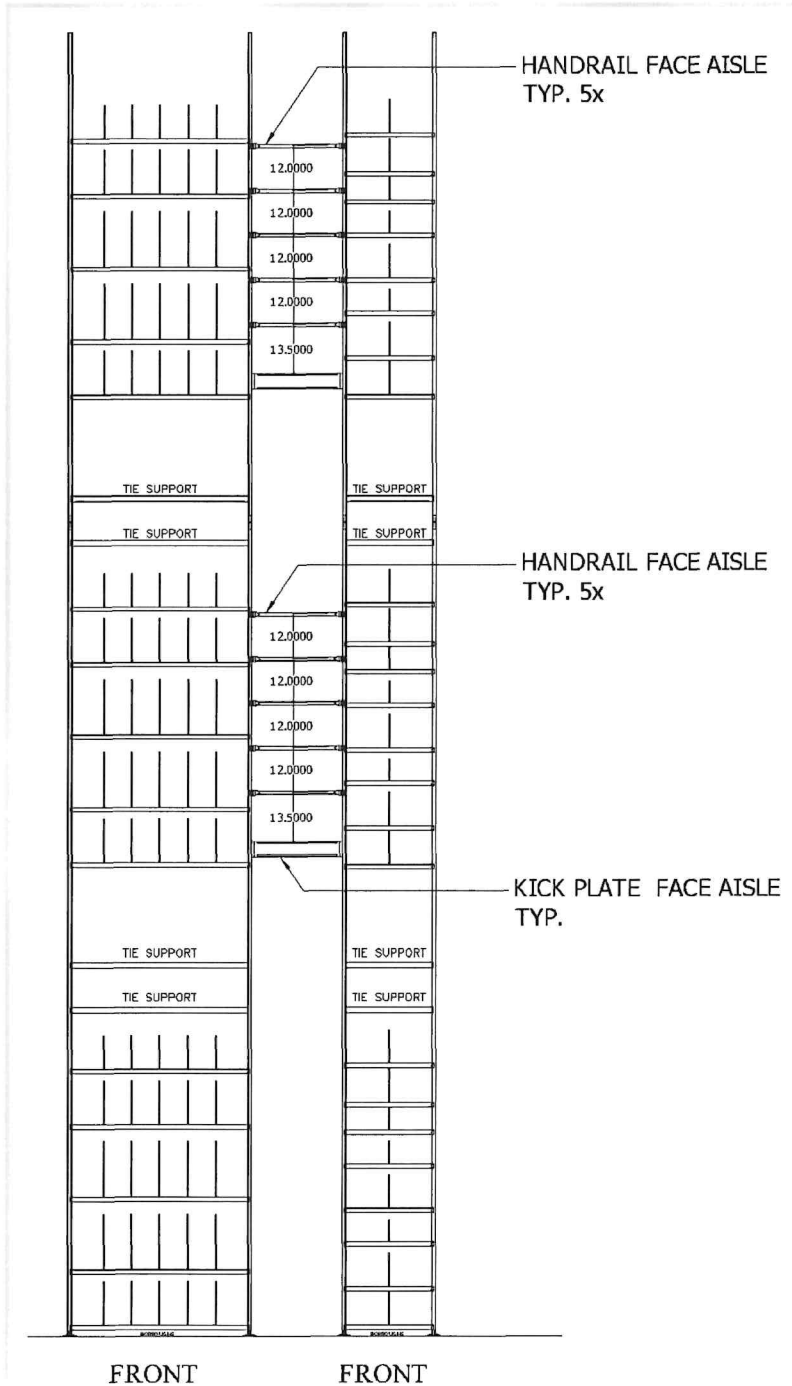 HANDRAIL FACE AISLE
TYP. 5x
12.0000
12.0000
12.0000
12.0000
13.5000
TIE SUPPORT
TIE SUPPORT
TIE SUPPORT
TIE SUPPORT
HANDRAIL FACE AISLE
TYP. 5x
12.0000
12.0000
12.0000
12.0000
13.5000
KICK PLATE FACE AISLE
TYP.
TIE SUPPORT
TIE SUPPORT
TIE SUPPORT
TIE SUPPORT
FRONT
FRONT